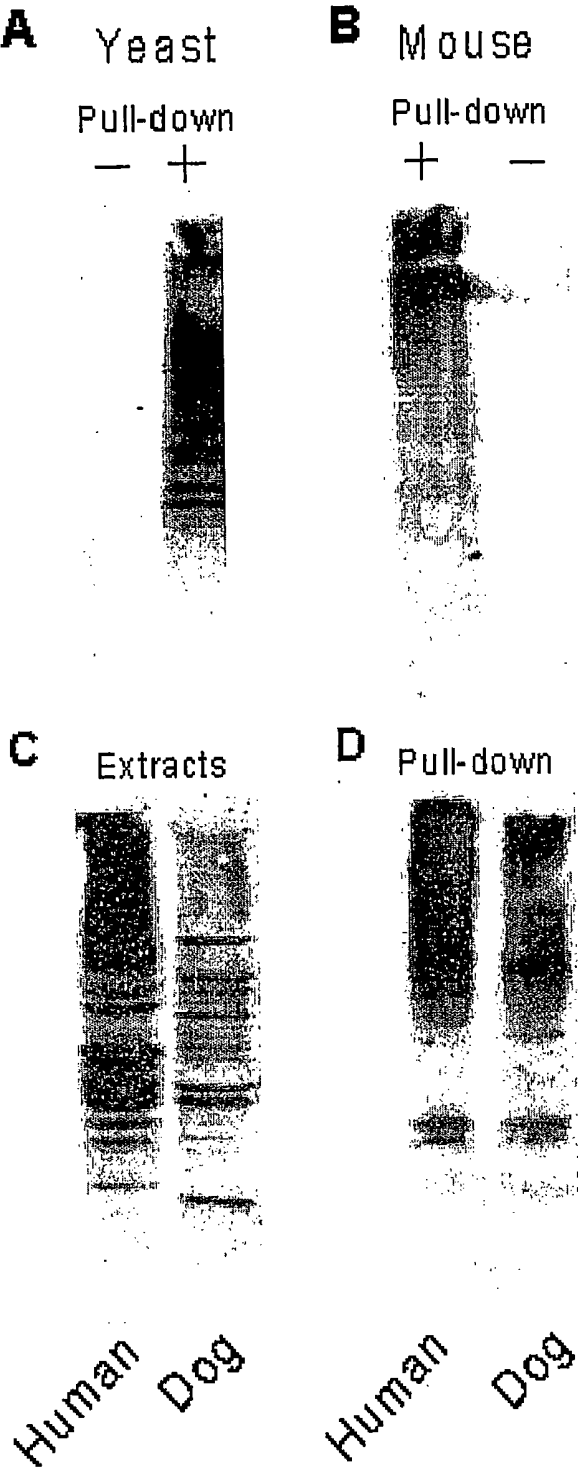 A Yeast
Pull-down
— +
B Mouse
Pull-down
+ —
C Extracts
Human Dog
D Pull-down
Human Dog